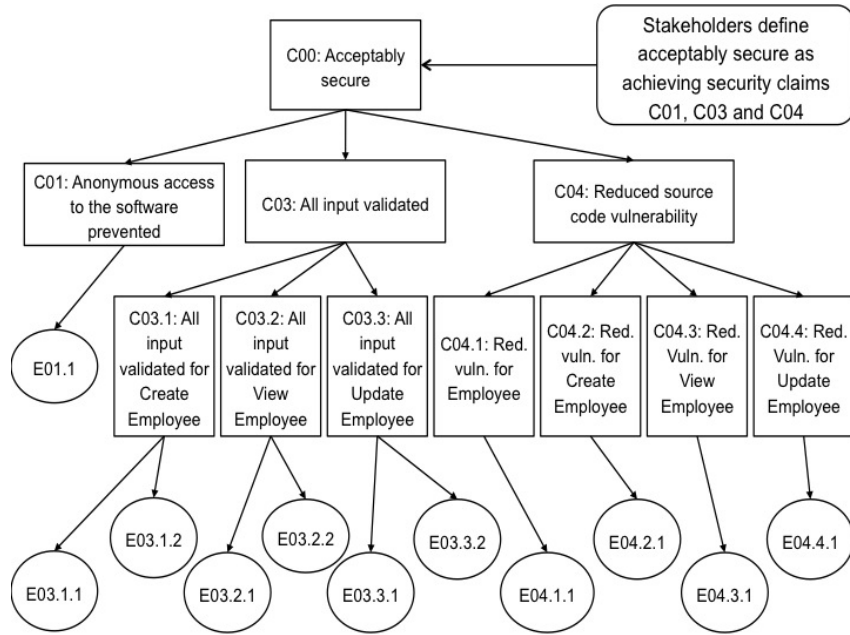 C00: Acceptably
secure
Stakeholders define
acceptably secure as
achieving security claims
C01, C03 and C04
C01: Anonymous access
to the software
prevented
C03: All input validated
C04: Reduced source
code vulnerability
E01.1
C03.1: All
input
validated for
Create
Employee
C03.2: All
input
validated
for View
Employee
C03.3: All
input
validated for
Update
Employee
C04.1: Red.
vuln. for
Employee
C04.2: Red.
vuln. for
Create
Employee
C04.3: Red.
Vuln. for
View
Employee
C04.4: Red.
Vuln. for
Update
Employee
E03.1.1
E03.1.2
E03.2.1
E03.2.2
E03.3.1
E03.3.2
E04.1.1
E04.2.1
E04.3.1
E04.4.1